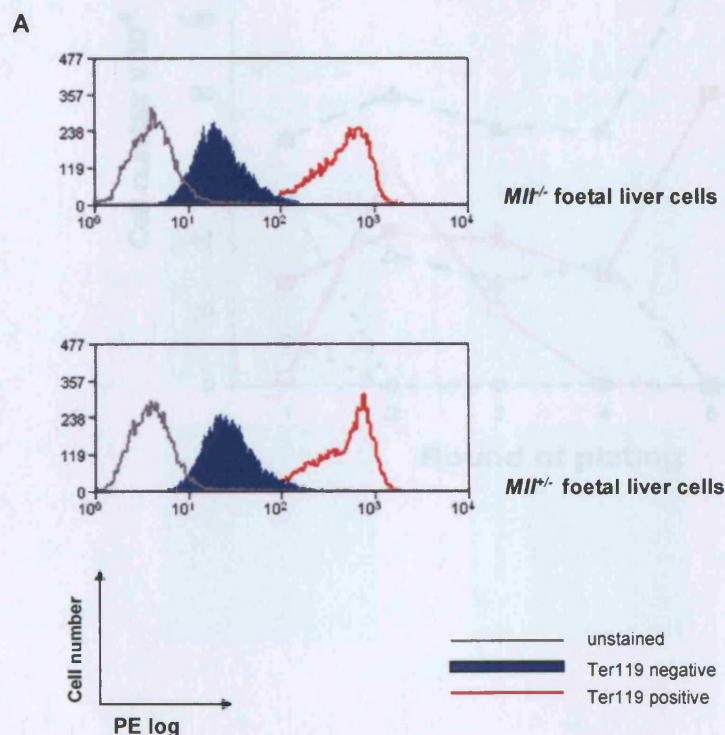 A
477
357
238
119
0
10⁰ 10¹ 10² 10³ 10⁴
Mll⁻/⁻ foetal liver cells
477
357
238
119
0
10⁰ 10¹ 10² 10³ 10⁴
Mll⁺/⁻ foetal liver cells
Cell number
PE log
unstained
Ter119 negative
Ter119 positive
Round of plating